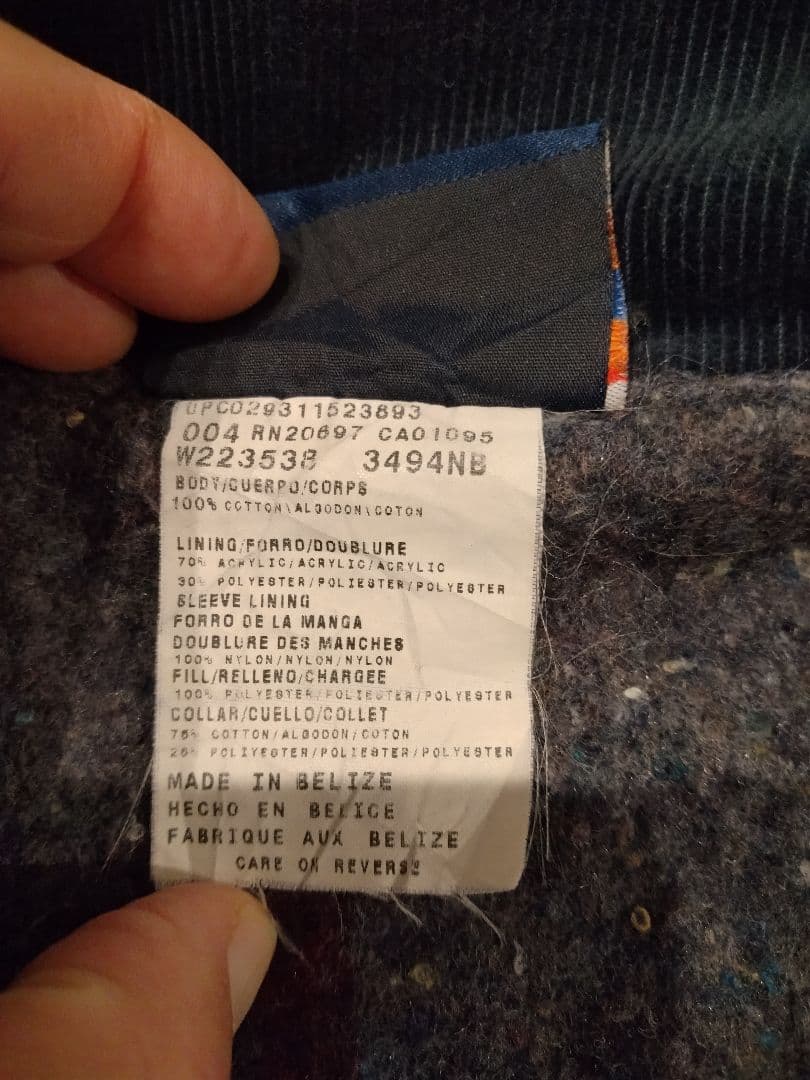 UPC029311523893
004 RN20697 CA01095
W223538 3494NB
BODY/CUERPO/CORPS
100% COTTON\ALGODON\COTON
LINING/FORRO/DOUBLURE
70% ACRYLIC/ACRYLIC/ACRYLIC
30% POLYESTER/POLIESTER/POLYESTER
SLEEVE LINING
FORRO DE LA MANGA
DOUBLURE DES MANCHES
100% NYLON/NYLON/NYLON
FILL/RELLENO/CHARGEE
100% POLYESTER/POLIESTER/POLYESTER
COLLAR/CUELLO/COLLET
75% COTTON/ALGODON/COTON
25% POLIYESTER/POLIESTER/POLYESTER
MADE IN BELIZE
HECHO EN BELICE
FABRIQUE AUX BELIZE
CARE ON REVERSE